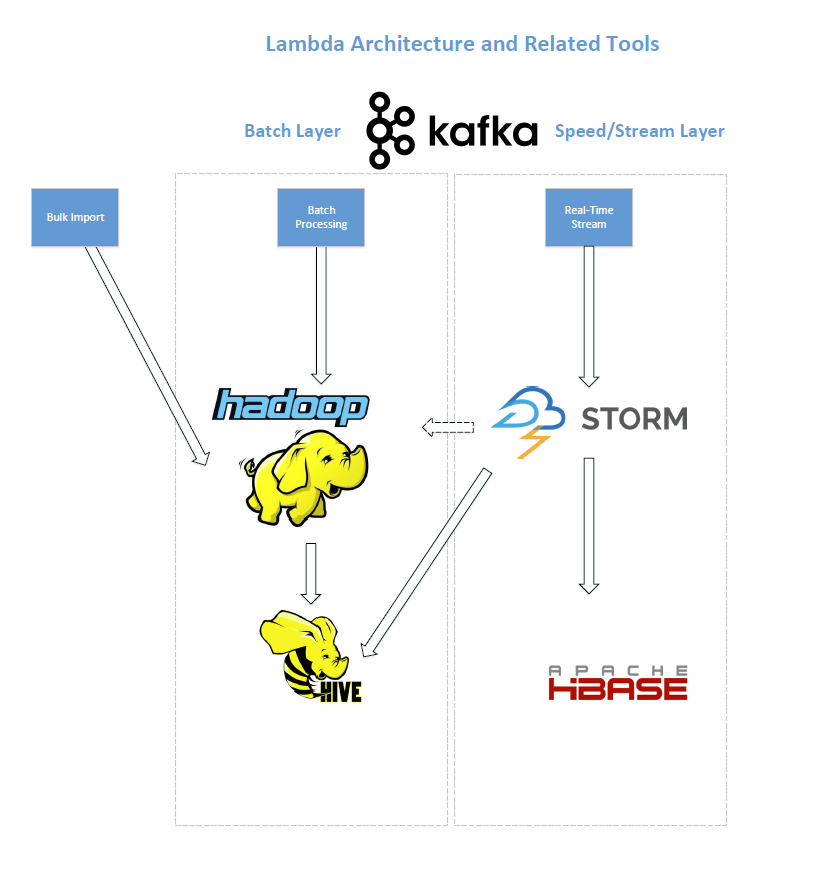 Lambda Architecture and Related Tools
Batch Layer
kafka
Speed/Stream Layer
Bulk Import
Batch
Processing
Real-Time
Stream
hadoop
STORM
HIVE
APACHE
HBASE